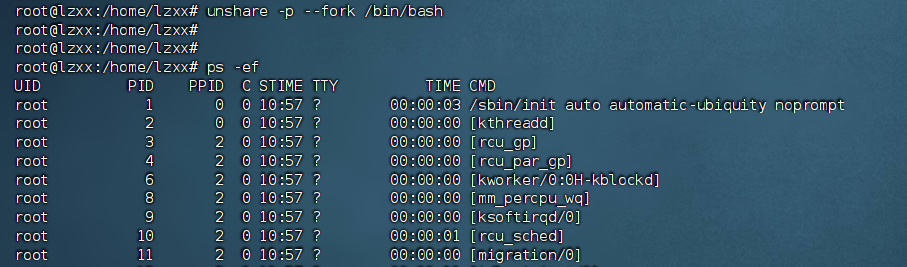 root@lzxx:/home/lzxx# unshare -p --fork /bin/bash
root@lzxx:/home/lzxx#
root@lzxx:/home/lzxx#
root@lzxx:/home/lzxx# ps -ef
UID PID PPID C STIME TTY TIME CMD
root 1 0 0 10:57 ? 00:00:03 /sbin/init auto automatic-ubiquity noprompt
root 2 0 0 10:57 ? 00:00:00 [kthreadd]
root 3 2 0 10:57 ? 00:00:00 [rcu_gp]
root 4 2 0 10:57 ? 00:00:00 [rcu_par_gp]
root 6 2 0 10:57 ? 00:00:00 [kworker/0:0H-kblockd]
root 8 2 0 10:57 ? 00:00:00 [mm_percpu_wq]
root 9 2 0 10:57 ? 00:00:00 [ksoftirqd/0]
root 10 2 0 10:57 ? 00:00:01 [rcu_sched]
root 11 2 0 10:57 ? 00:00:00 [migration/0]